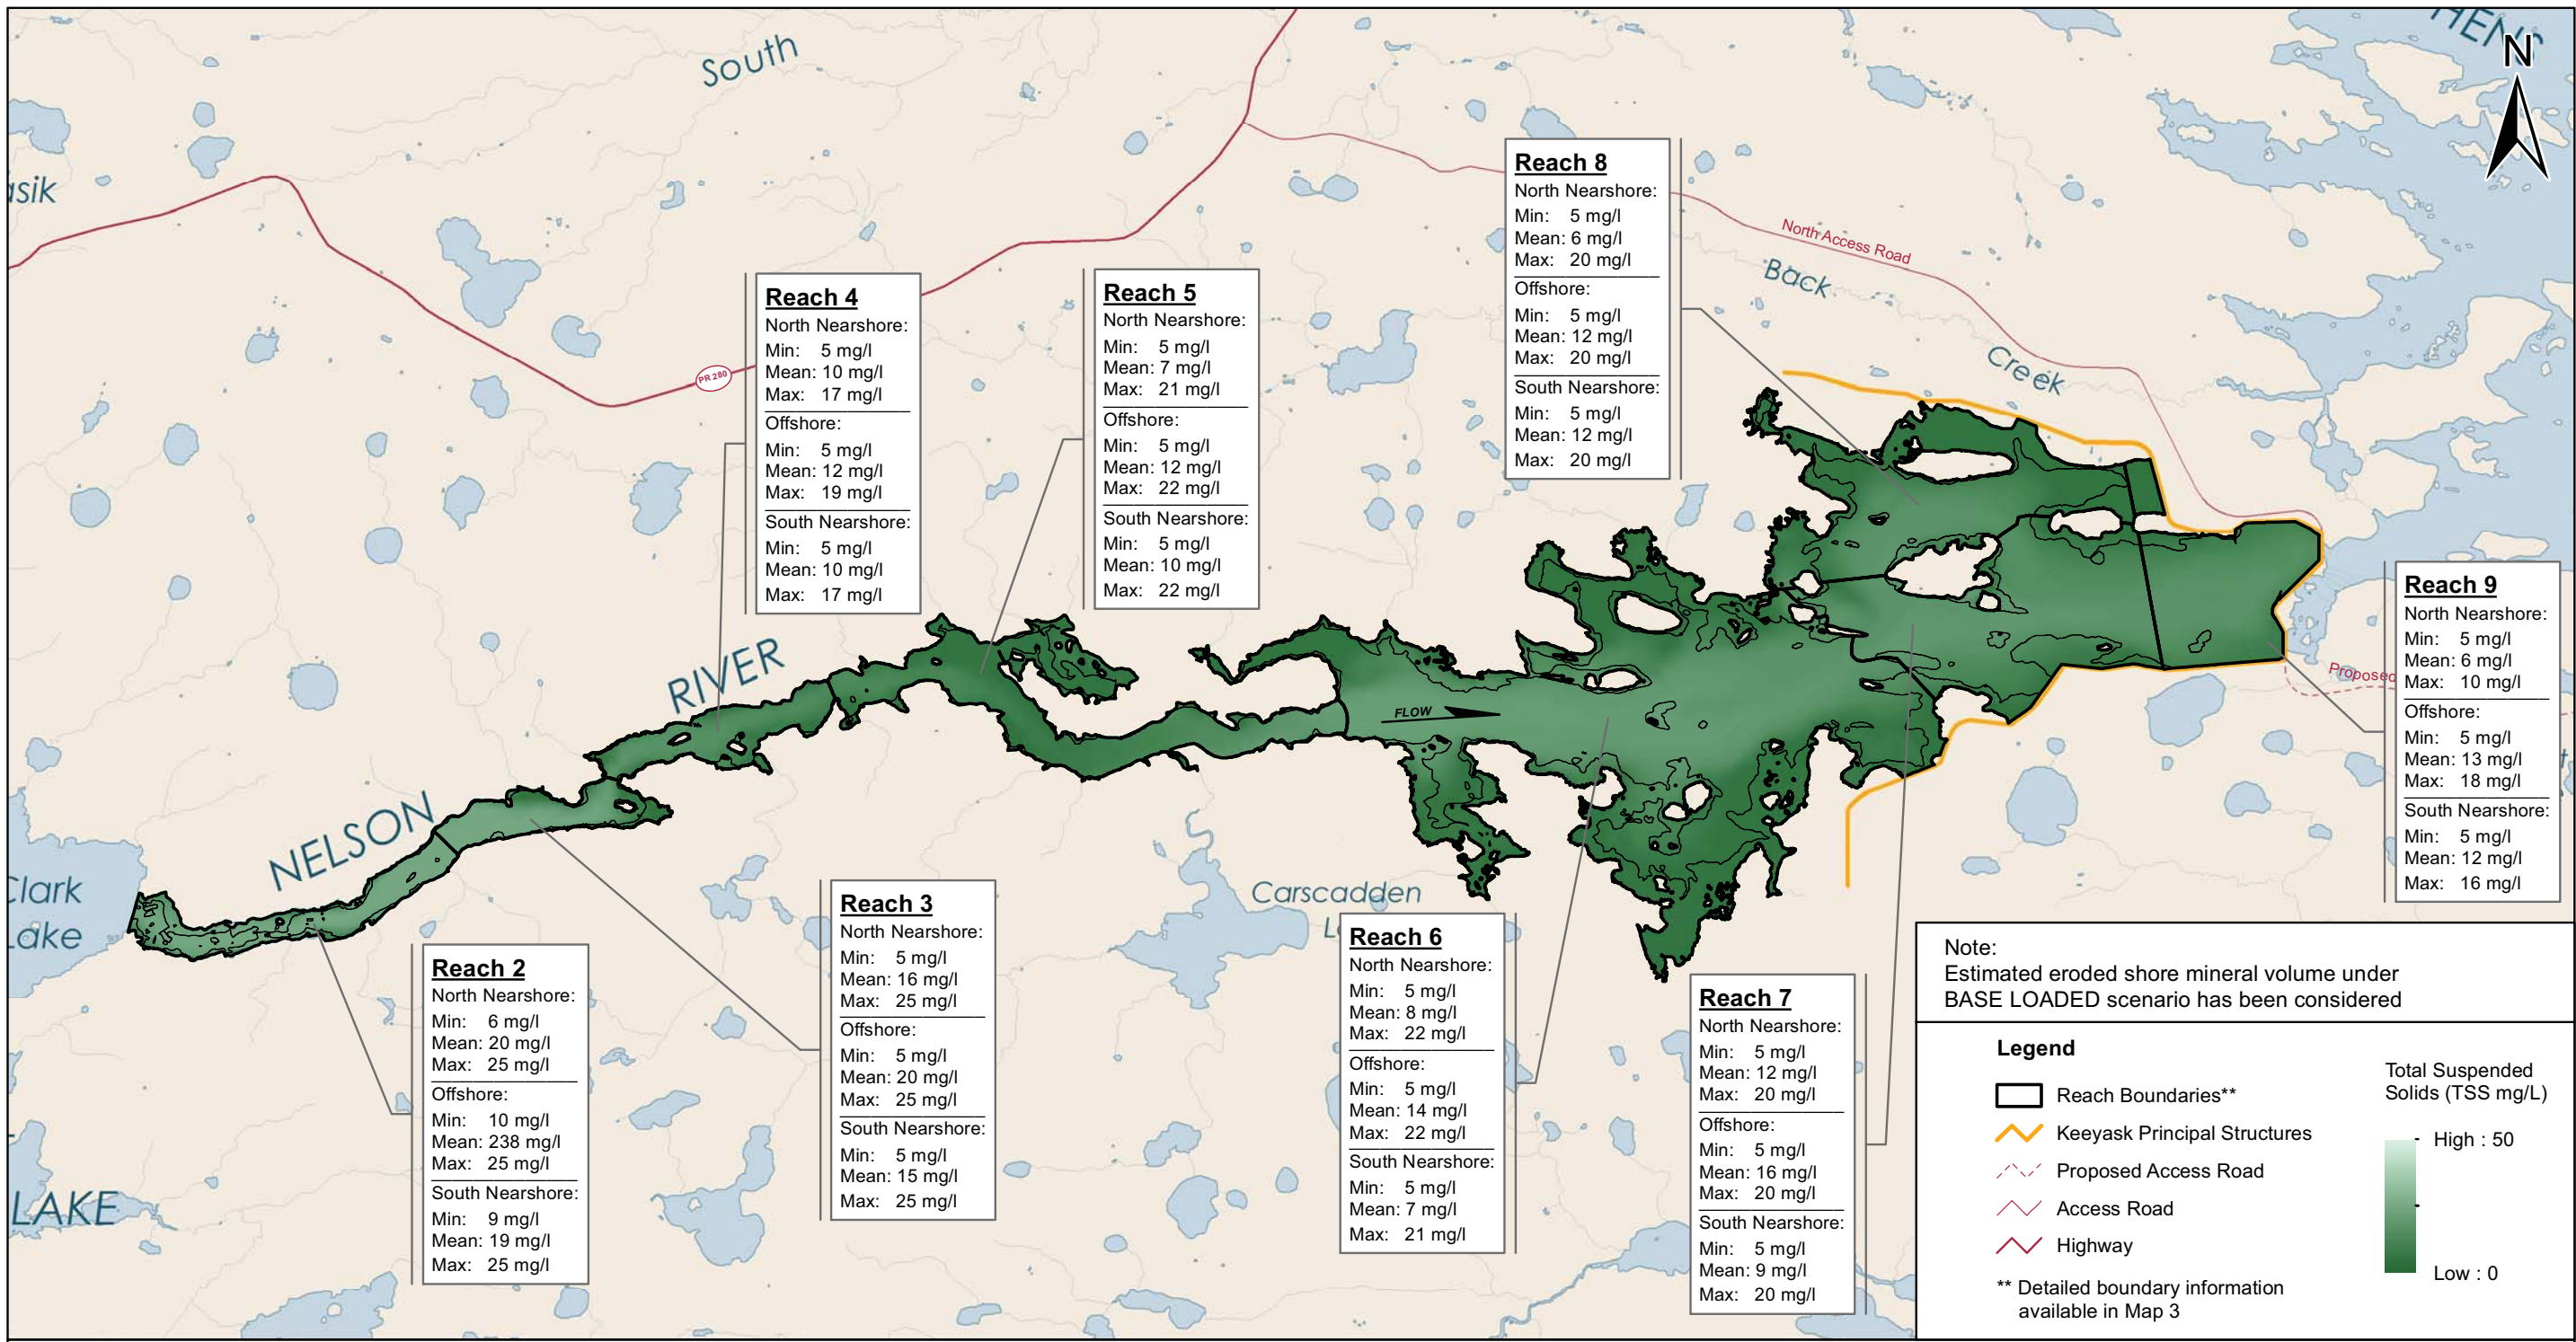 South
HENS
N
asik
North Access Road
Back
Creek
PR 280
Reach 8
North Nearshore:
Min: 5 mg/l
Mean: 6 mg/l
Max: 20 mg/l
Offshore:
Min: 5 mg/l
Mean: 12 mg/l
Max: 20 mg/l
South Nearshore:
Min: 5 mg/l
Mean: 12 mg/l
Max: 20 mg/l
Reach 4
North Nearshore:
Min: 5 mg/l
Mean: 10 mg/l
Max: 17 mg/l
Offshore:
Min: 5 mg/l
Mean: 12 mg/l
Max: 19 mg/l
South Nearshore:
Min: 5 mg/l
Mean: 10 mg/l
Max: 17 mg/l
Reach 5
North Nearshore:
Min: 5 mg/l
Mean: 7 mg/l
Max: 21 mg/l
Offshore:
Min: 5 mg/l
Mean: 12 mg/l
Max: 22 mg/l
South Nearshore:
Min: 5 mg/l
Mean: 10 mg/l
Max: 22 mg/l
Reach 9
North Nearshore:
Min: 5 mg/l
Mean: 6 mg/l
Max: 10 mg/l
Offshore:
Min: 5 mg/l
Mean: 13 mg/l
Max: 18 mg/l
South Nearshore:
Min: 5 mg/l
Mean: 12 mg/l
Max: 16 mg/l
Proposed
NELSON RIVER
FLOW
Clark
Lake
Carscadden
LAKE
Reach 2
North Nearshore:
Min: 6 mg/l
Mean: 20 mg/l
Max: 25 mg/l
Offshore:
Min: 10 mg/l
Mean: 238 mg/l
Max: 25 mg/l
South Nearshore:
Min: 9 mg/l
Mean: 19 mg/l
Max: 25 mg/l
Reach 3
North Nearshore:
Min: 5 mg/l
Mean: 16 mg/l
Max: 25 mg/l
Offshore:
Min: 5 mg/l
Mean: 20 mg/l
Max: 25 mg/l
South Nearshore:
Min: 5 mg/l
Mean: 15 mg/l
Max: 25 mg/l
Reach 6
North Nearshore:
Min: 5 mg/l
Mean: 8 mg/l
Max: 22 mg/l
Offshore:
Min: 5 mg/l
Mean: 14 mg/l
Max: 22 mg/l
South Nearshore:
Min: 5 mg/l
Mean: 7 mg/l
Max: 21 mg/l
Reach 7
North Nearshore:
Min: 5 mg/l
Mean: 12 mg/l
Max: 20 mg/l
Offshore:
Min: 5 mg/l
Mean: 16 mg/l
Max: 20 mg/l
South Nearshore:
Min: 5 mg/l
Mean: 9 mg/l
Max: 20 mg/l
Note:
Estimated eroded shore mineral volume under
BASE LOADED scenario has been considered
Legend
Reach Boundaries**
Keeyask Principal Structures
Proposed Access Road
Access Road
Highway
** Detailed boundary information
available in Map 3
Total Suspended
Solids (TSS mg/L)
High : 50
Low : 0